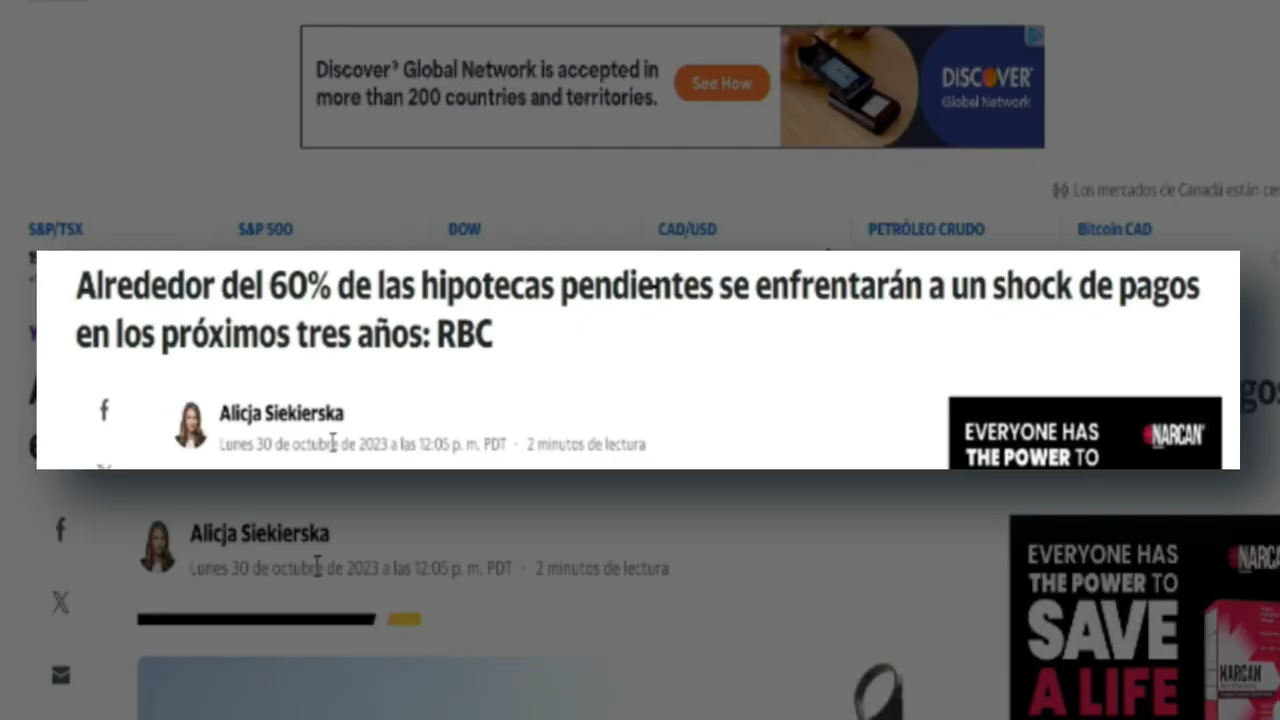 Discover® Global Network is accepted in
more than 200 countries and territories.
See How
DISCOVER
Global Network
Los mercados de Canadá están
S&P/TSX
S&P 500
DOW
CAD/USD
PETRÓLEO CRUDO
Bitcoin CAD
Alrededor del 60% de las hipotecas pendientes se enfrentarán a un shock de pagos
en los próximos tres años: RBC
Alicja Siekierska
Lunes 30 de octubre de 2023 a las 12:05 p. m. PDT · 2 minutos de lectura
EVERYONE HAS
THE POWER TO
NARCAN
Alicja Siekierska
Lunes 30 de octubre de 2023 a las 12:05 p. m. PDT · 2 minutos de lectura
EVERYONE HAS
THE POWER TO
SAVE
A LIFE
NARCAN